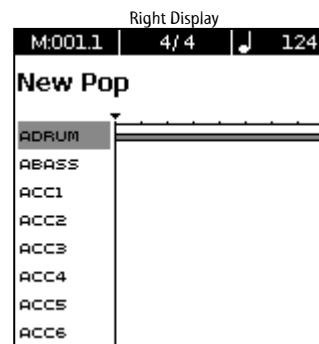 Right Display
M:001.1 4/4 ♩ 124
New Pop
ADRUM
ABASS
ACC1
ACC2
ACC3
ACC4
ACC5
ACC6